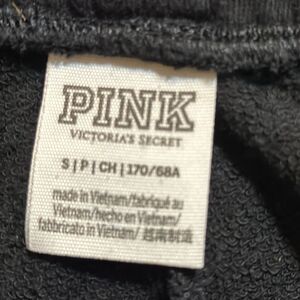 PINK
VICTORIA'S SECRET
S | P | CH | 170/68A
made in Vietnam/fabriqué au
Vietnam/hecho en Vietnam/
fabbricato in Vietnam/ 越南制造